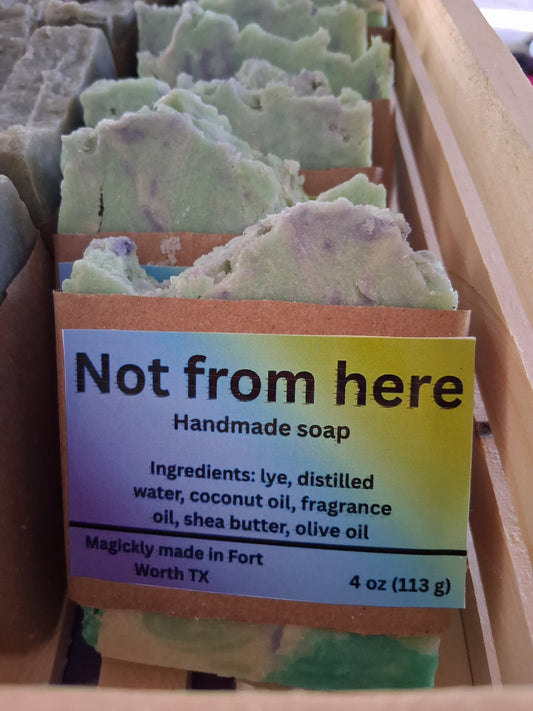 Not from here
Handmade soap
Ingredients: lye, distilled
water, coconut oil, fragrance
oil, shea butter, olive oil
Magickly made in Fort
Worth TX
4 oz (113 g)